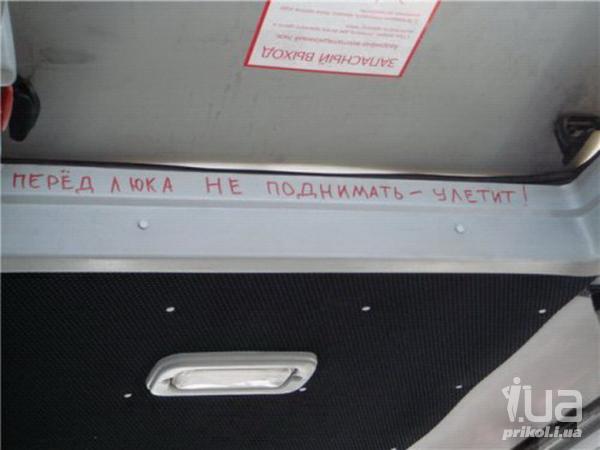 ЗАПАСНЫЙ ВЫХОД
ПЕРЁД ЛЮКА НЕ ПОДНИМАТЬ – УЛЕТИТ!
i.ua
prikol.i.ua